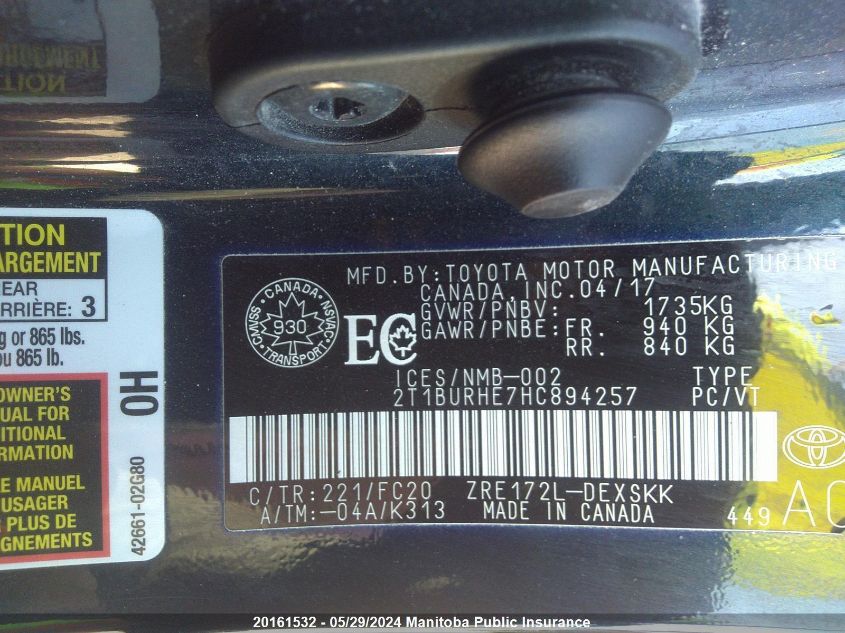 TION
ARGEMENT
EAR
RRIÈRE: 3
g or 865 lbs.
u 865 lb.
OWNER'S
UAL FOR
ITIONAL
ORMATION
E MANUEL
USAGER
PLUS DE
GNEMENTS
OH
42661-02G80
MFD.BY:TOYOTA MOTOR MANUFACTURING
CANADA,INC.04/17
GVWR/PNBV: 1735KG
GAWR/PNBE:FR. 940 KG
RR. 840 KG
CANADA
CMVSS NSVAC
930
TRANSPORT
EC
ICES/NMB-002 TYPE
2T1BURHE7HC894257 PC/VT
C/TR:221/FC20 ZRE172L-DEXSKK
A/TM:-04A/K313 MADE IN CANADA
449 AC
20161532 - 05/29/2024 Manitoba Public Insurance